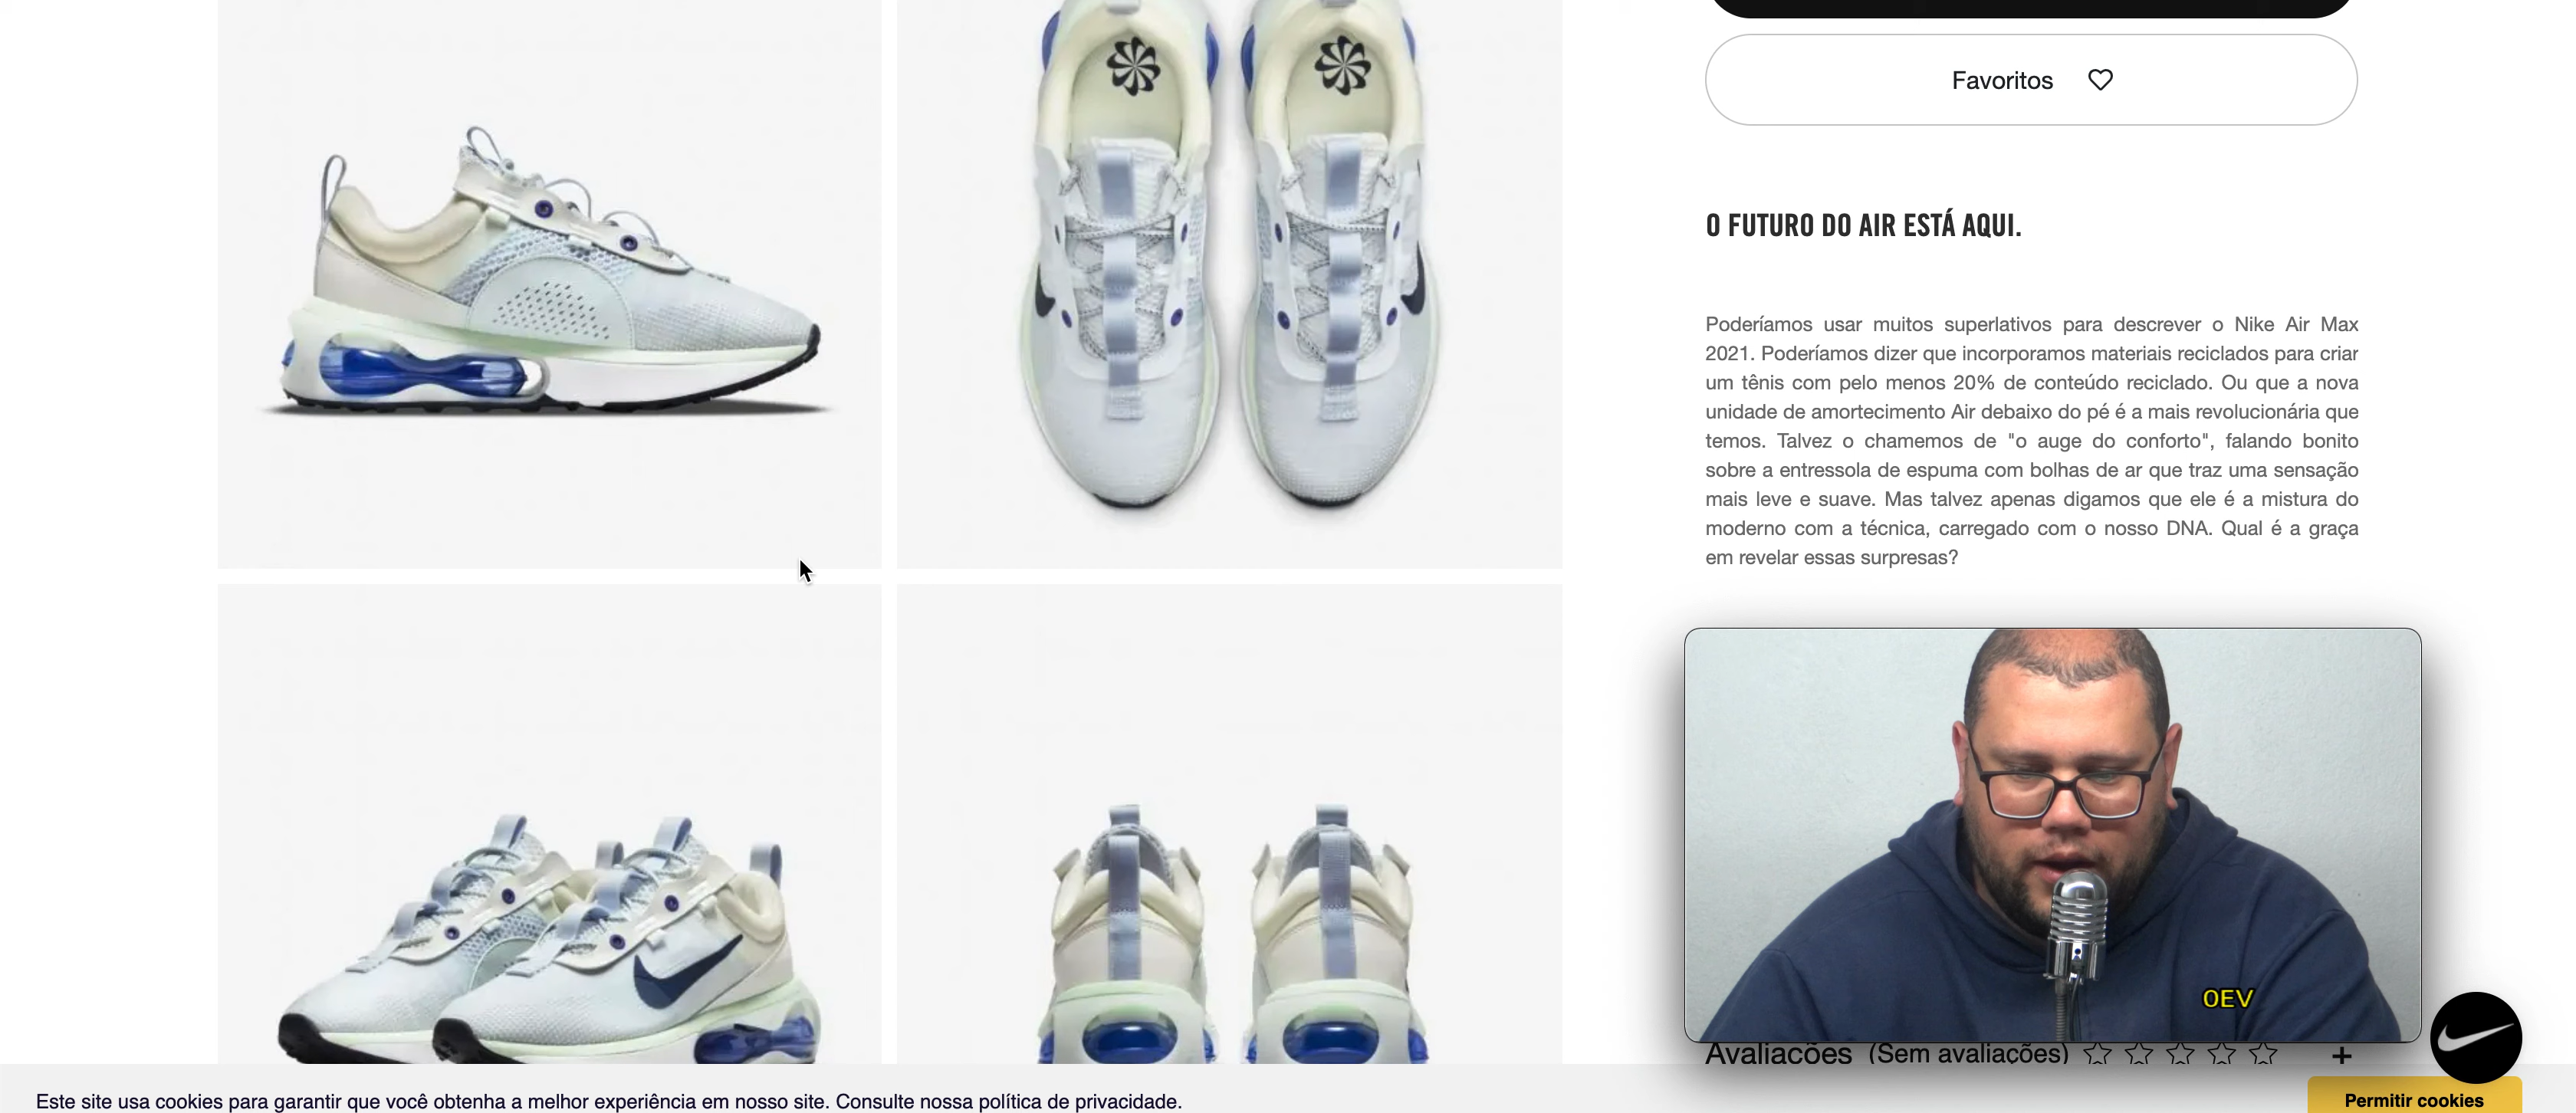 Favoritos
O FUTURO DO AIR ESTÁ AQUI.
Poderíamos usar muitos superlativos para descrever o Nike Air Max
2021. Poderíamos dizer que incorporamos materiais reciclados para criar
um tênis com pelo menos 20% de conteúdo reciclado. Ou que a nova
unidade de amortecimento Air debaixo do pé é a mais revolucionária que
temos. Talvez o chamemos de "o auge do conforto", falando bonito
sobre a entressola de espuma com bolhas de ar que traz uma sensação
mais leve e suave. Mas talvez apenas digamos que ele é a mistura do
moderno com a técnica, carregado com o nosso DNA. Qual é a graça
em revelar essas surpresas?
OEV
Avaliações (Sem avaliações) +
Este site usa cookies para garantir que você obtenha a melhor experiência em nosso site. Consulte nossa política de privacidade.
Permitir cookies